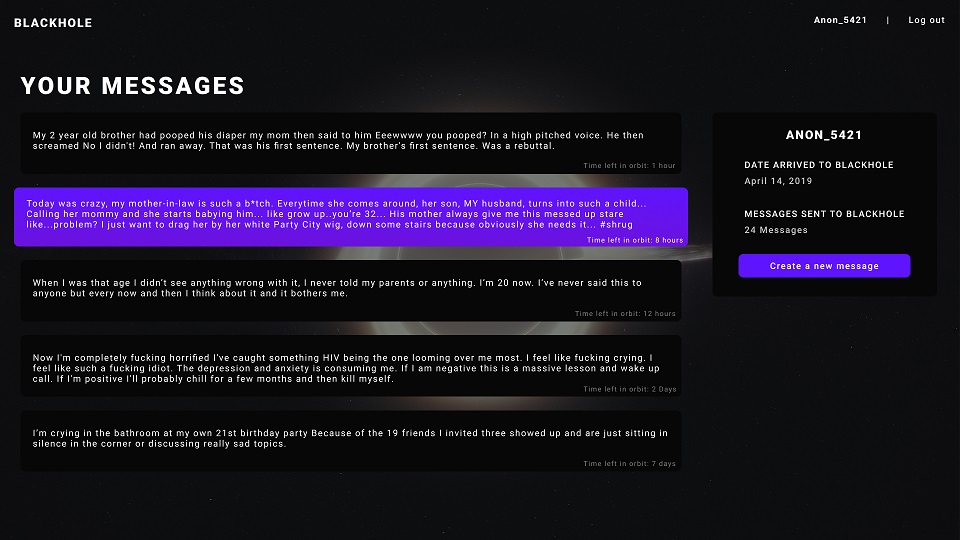 BLACKHOLE
Anon_5421 | Log out
YOUR MESSAGES
My 2 year old brother had pooped his diaper my mom then said to him Eeewwww you pooped? In a high pitched voice. He then
screamed No I didn't! And ran away. That was his first sentence. My brother's first sentence. Was a rebuttal.
Time left in orbit: 1 hour
Today was crazy, my mother-in-law is such a b*tch. Everytime she comes around, her son, MY husband, turns into such a child...
Calling her mommy and she starts babying him... like grow up..you're 32... His mother always give me this messed up stare
like...problem? I just want to drag her by her white Party City wig, down some stairs because obviously she needs it... #shrug
Time left in orbit: 8 hours
When I was that age I didn't see anything wrong with it, I never told my parents or anything. I'm 20 now. I've never said this to
anyone but every now and then I think about it and it bothers me.
Time left in orbit: 12 hours
Now I'm completely fucking horrified I've caught something HIV being the one looming over me most. I feel like fucking crying. I
feel like such a fucking idiot. The depression and anxiety is consuming me. If I am negative this is a massive lesson and wake up
call. If I'm positive I'll probably chill for a few months and then kill myself.
Time left in orbit: 2 Days
I'm crying in the bathroom at my own 21st birthday party Because of the 19 friends I invited three showed up and are just sitting in
silence in the corner or discussing really sad topics.
Time left in orbit: 7 days
ANON_5421
DATE ARRIVED TO BLACKHOLE
April 14, 2019
MESSAGES SENT TO BLACKHOLE
24 Messages
Create a new message